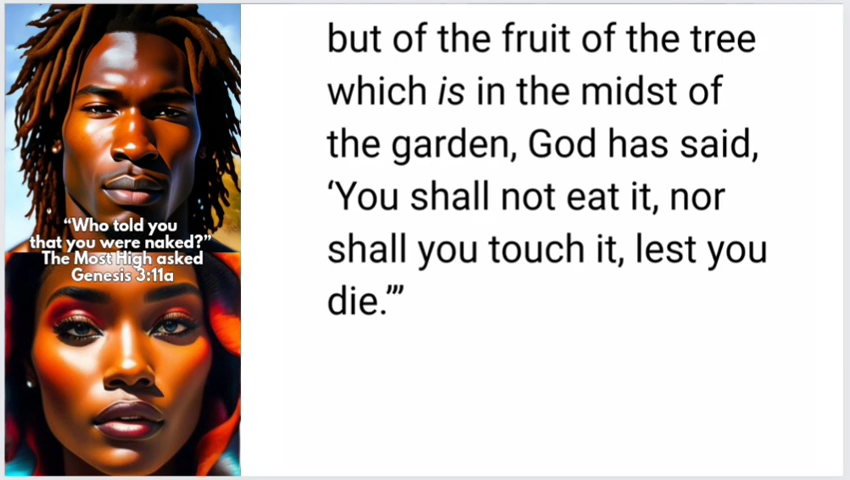 “Who told you
that you were naked?”
The Most High asked
Genesis 3:11a
but of the fruit of the tree
which is in the midst of
the garden, God has said,
‘You shall not eat it, nor
shall you touch it, lest you
die.’”